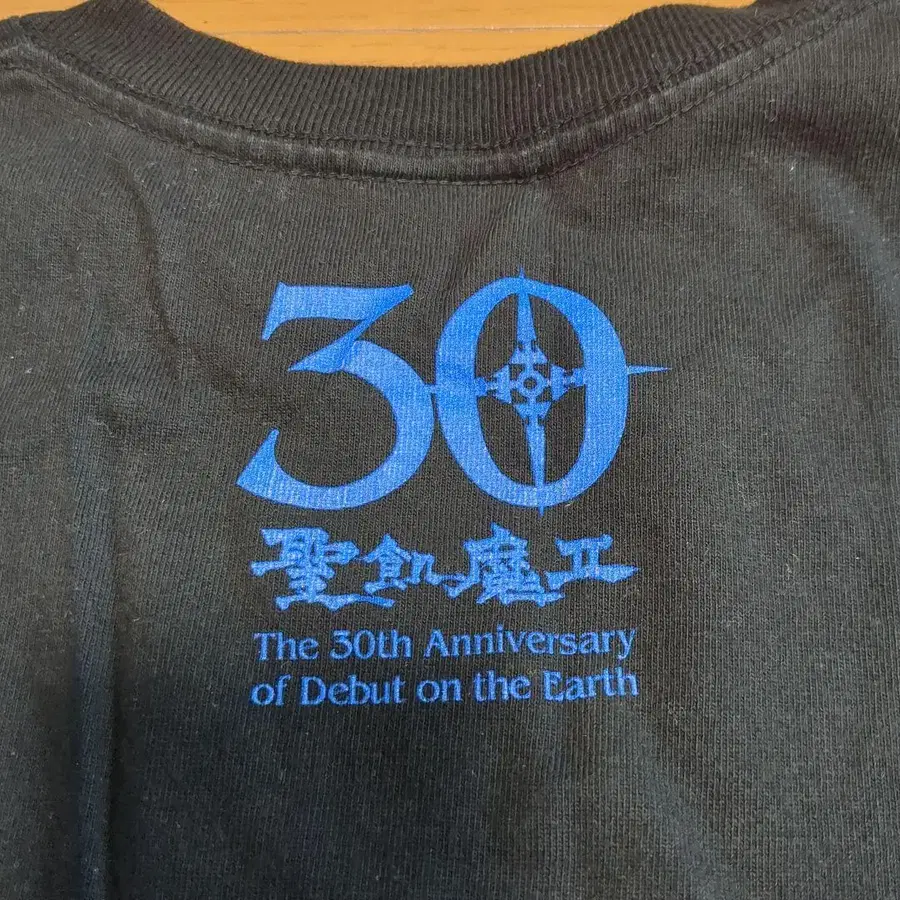 30
聖飢魔II
The 30th Anniversary
of Debut on the Earth